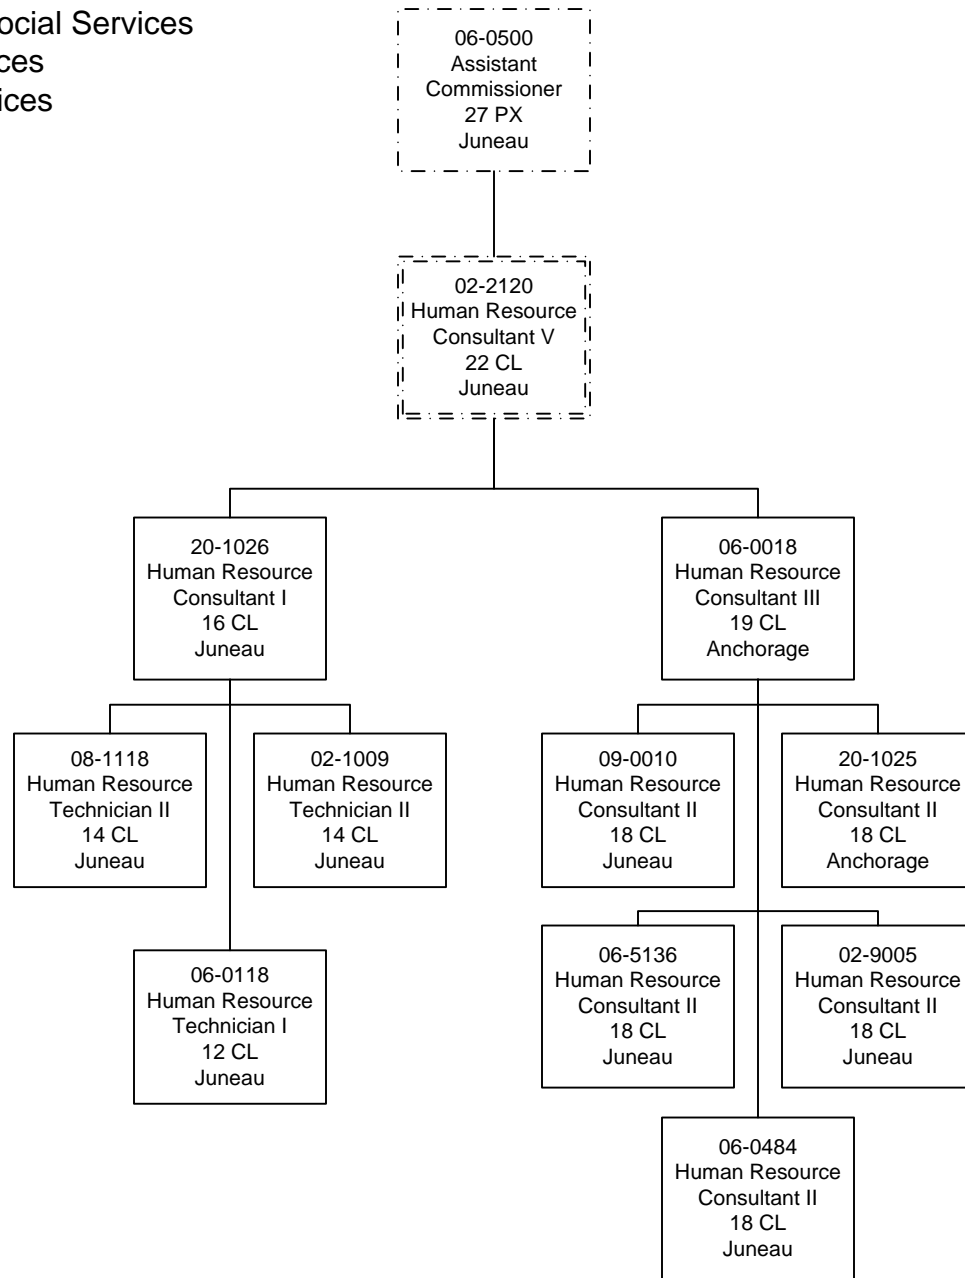 ocial Services
ces
ices
06-0500
Assistant
Commissioner
27 PX
Juneau
02-2120
Human Resource
Consultant V
22 CL
Juneau
20-1026
Human Resource
Consultant I
16 CL
Juneau
06-0018
Human Resource
Consultant III
19 CL
Anchorage
08-1118
Human Resource
Technician II
14 CL
Juneau
02-1009
Human Resource
Technician II
14 CL
Juneau
09-0010
Human Resource
Consultant II
18 CL
Juneau
20-1025
Human Resource
Consultant II
18 CL
Anchorage
06-0118
Human Resource
Technician I
12 CL
Juneau
06-5136
Human Resource
Consultant II
18 CL
Juneau
02-9005
Human Resource
Consultant II
18 CL
Juneau
06-0484
Human Resource
Consultant II
18 CL
Juneau